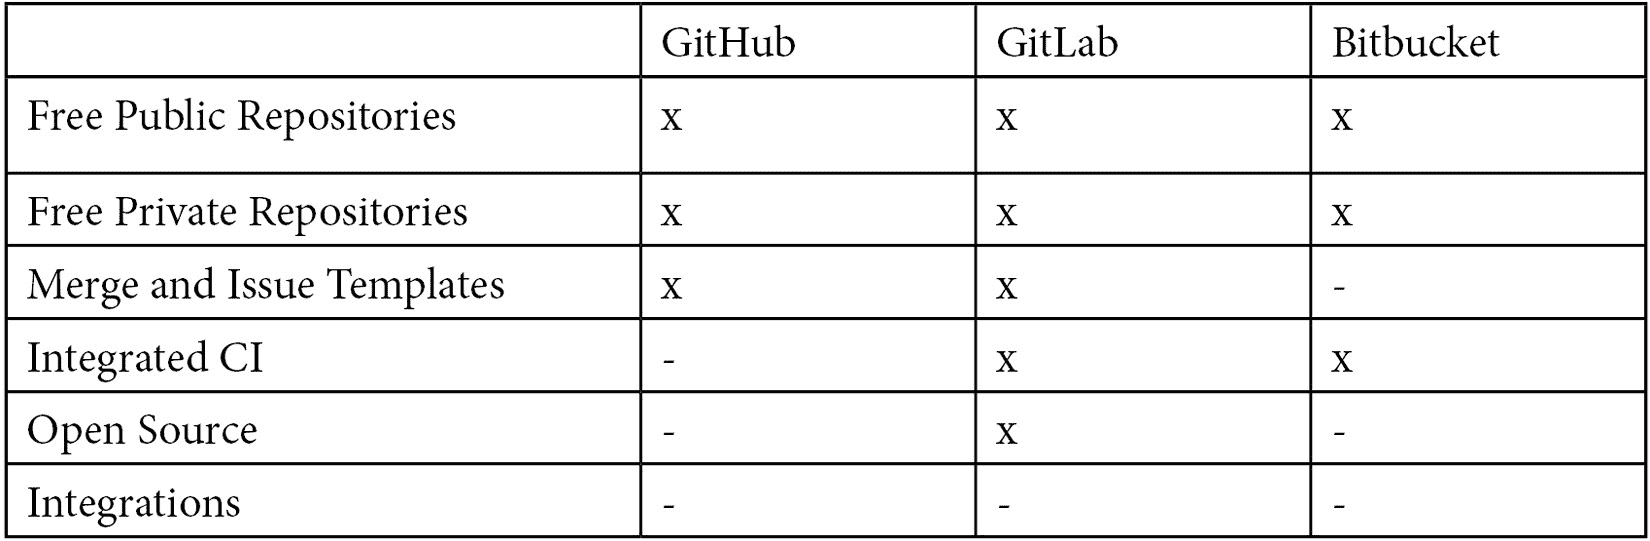 GitHub GitLab Bitbucket
Free Public Repositories x x x
Free Private Repositories x x x
Merge and Issue Templates x x -
Integrated CI - x x
Open Source - x -
Integrations - - -